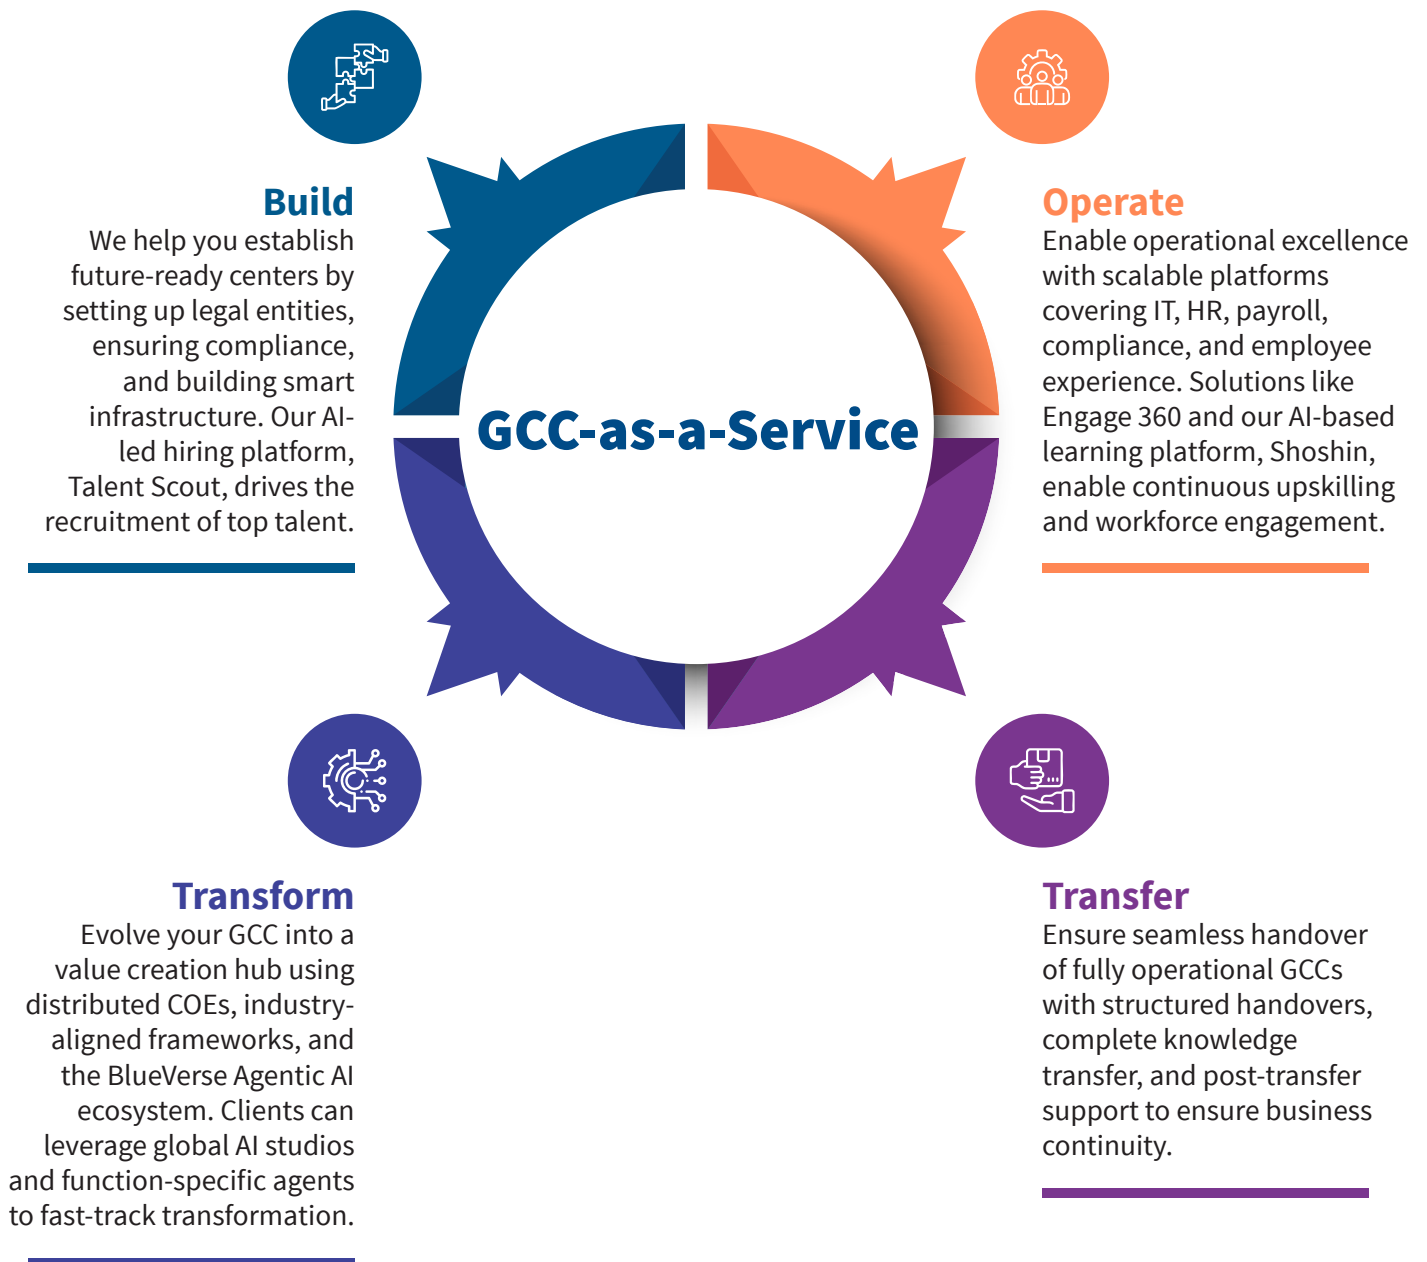 Build
We help you establish
future-ready centers by
setting up legal entities,
ensuring compliance,
and building smart
infrastructure. Our AI-
led hiring platform,
Talent Scout, drives the
recruitment of top talent.
Operate
Enable operational excellence
with scalable platforms
covering IT, HR, payroll,
compliance, and employee
experience. Solutions like
Engage 360 and our AI-based
learning platform, Shoshin,
enable continuous upskilling
and workforce engagement.
GCC-as-a-Service
Transform
Evolve your GCC into a
value creation hub using
distributed COEs, industry-
aligned frameworks, and
the BlueVerse Agentic AI
ecosystem. Clients can
leverage global AI studios
and function-specific agents
to fast-track transformation.
Transfer
Ensure seamless handover
of fully operational GCCs
with structured handovers,
complete knowledge
transfer, and post-transfer
support to ensure business
continuity.